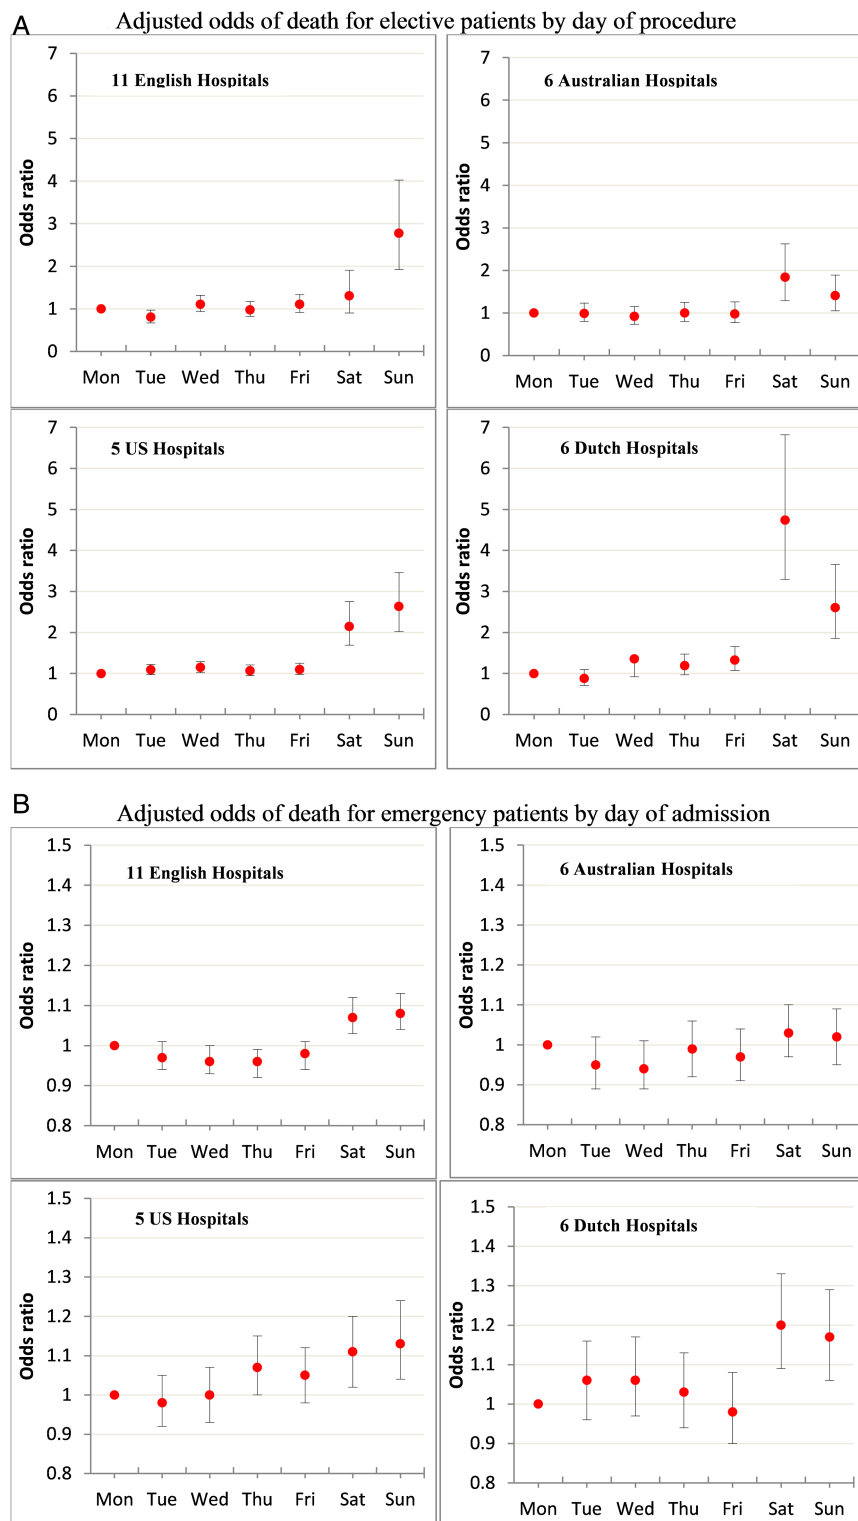 A
Adjusted odds of death for elective patients by day of procedure
11 English Hospitals
Odds ratio
7
6
5
4
3
2
1
0
Mon Tue Wed Thu Fri Sat Sun
6 Australian Hospitals
Odds ratio
7
6
5
4
3
2
1
0
Mon Tue Wed Thu Fri Sat Sun
5 US Hospitals
Odds ratio
7
6
5
4
3
2
1
0
Mon Tue Wed Thu Fri Sat Sun
6 Dutch Hospitals
Odds ratio
7
6
5
4
3
2
1
0
Mon Tue Wed Thu Fri Sat Sun
B
Adjusted odds of death for emergency patients by day of admission
11 English Hospitals
Odds ratio
1.5
1.4
1.3
1.2
1.1
1
0.9
0.8
Mon Tue Wed Thu Fri Sat Sun
6 Australian Hospitals
Odds ratio
1.5
1.4
1.3
1.2
1.1
1
0.9
0.8
Mon Tue Wed Thu Fri Sat Sun
5 US Hospitals
Odds ratio
1.5
1.4
1.3
1.2
1.1
1
0.9
0.8
Mon Tue Wed Thu Fri Sat Sun
6 Dutch Hospitals
Odds ratio
1.5
1.4
1.3
1.2
1.1
1
0.9
0.8
Mon Tue Wed Thu Fri Sat Sun